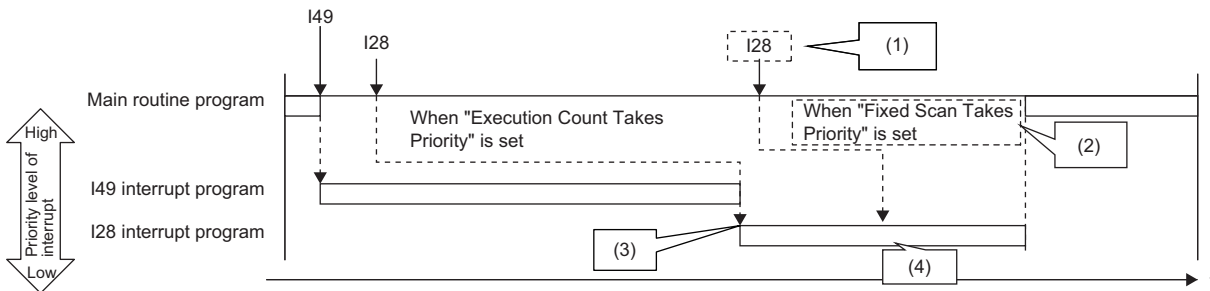 I49
I28
I28
(1)
Main routine program
When "Execution Count Takes
Priority" is set
When "Fixed Scan Takes
Priority" is set
(2)
High
Priority level of
interrupt
Low
I49 interrupt program
I28 interrupt program
(3)
(4)